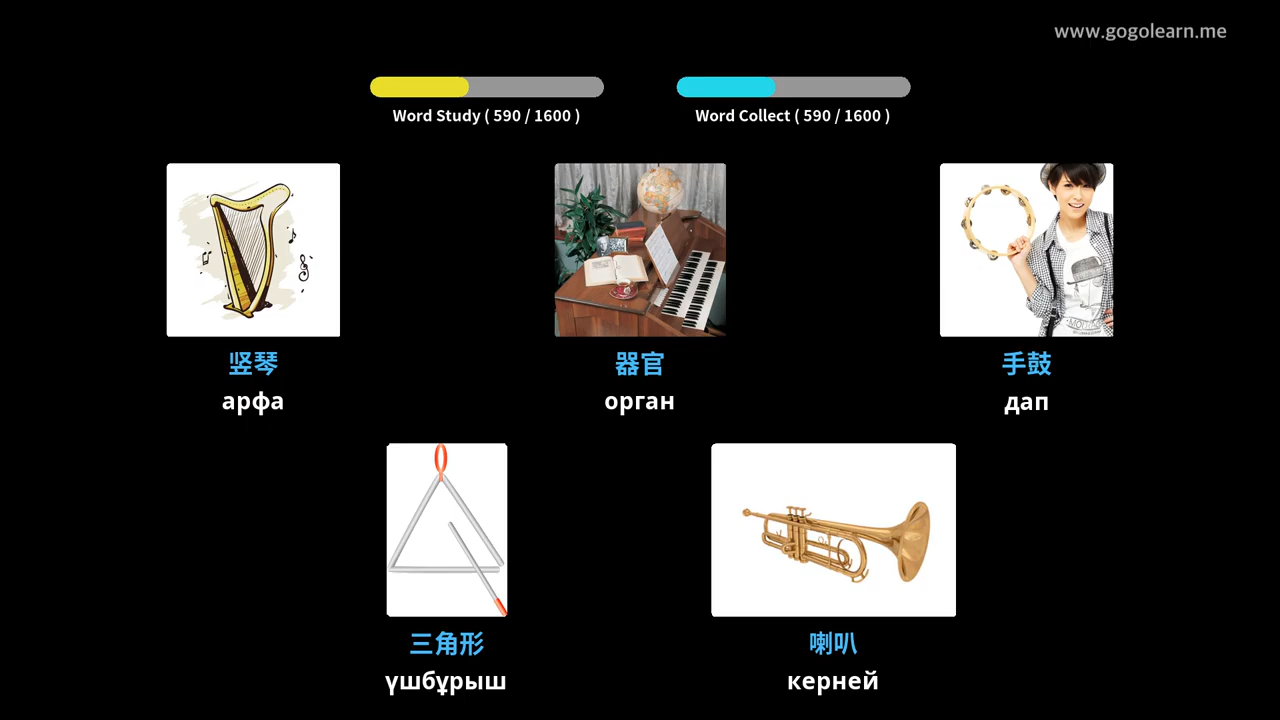 www.gogolearn.me
Word Study ( 590 / 1600 )
Word Collect ( 590 / 1600 )
竖琴
器官
手鼓
арфа
орган
дап
三角形
喇叭
үшбұрыш
керней